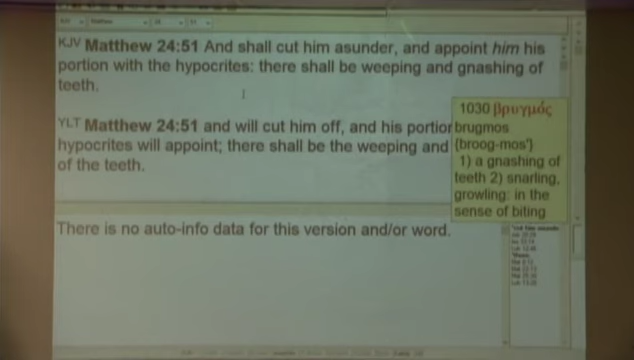 KJV Matthew 24:51 And shall cut him asunder, and appoint him his
portion with the hypocrites: there shall be weeping and gnashing of
teeth.
YLT Matthew 24:51 and will cut him off, and his portior
hypocrites will appoint; there shall be the weeping and
of the teeth.
1030 βρυγμός
brugmos
{broog-mos'}
1) a gnashing of
teeth 2) snarling,
growling: in the
sense of biting
There is no auto-info data for this version and/or word.